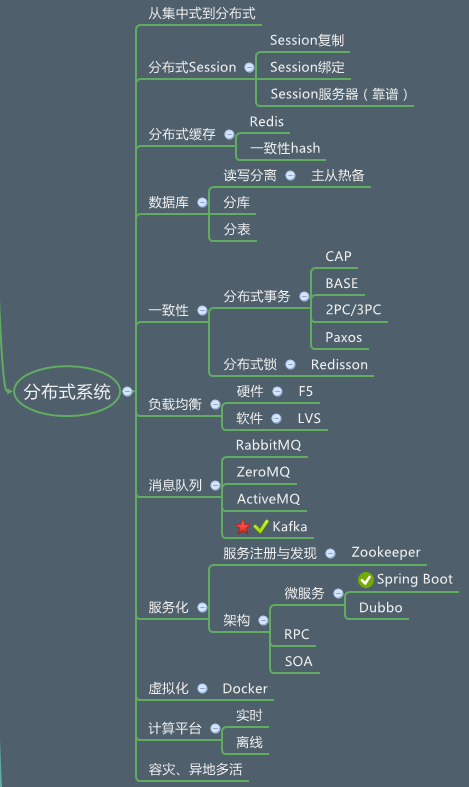 从集中式到分布式
Session复制
分布式Session
Session绑定
Session服务器（靠谱）
Redis
分布式缓存
一致性hash
读写分离
主从热备
数据库
分库
分表
CAP
BASE
分布式事务
2PC/3PC
一致性
Paxos
分布式锁
Redisson
分布式系统
硬件
F5
负载均衡
软件
LVS
RabbitMQ
ZeroMQ
消息队列
ActiveMQ
Kafka
服务注册与发现
Zookeeper
Spring Boot
微服务
服务化
Dubbo
架构
RPC
SOA
虚拟化
Docker
实时
计算平台
离线
容灾、异地多活